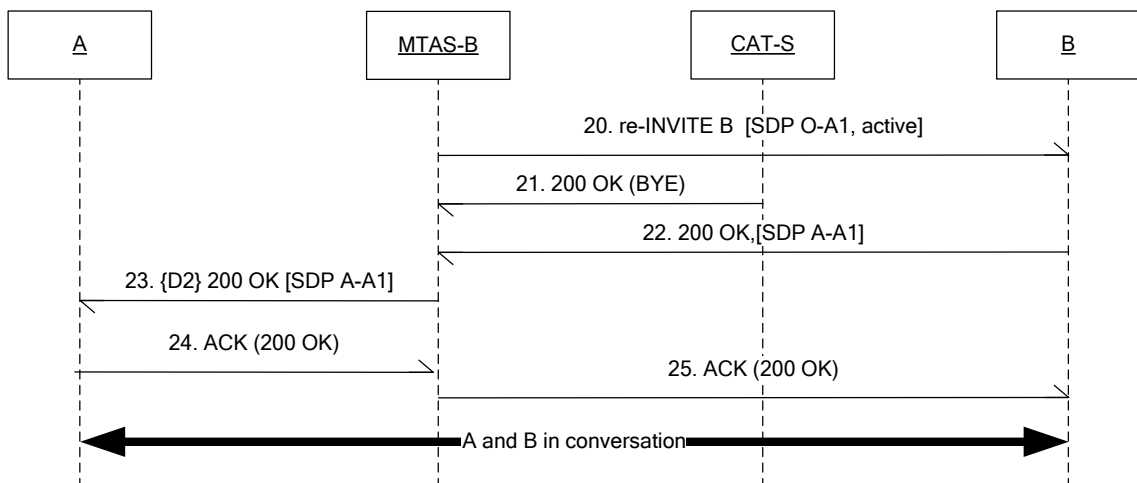 A
MTAS-B
CAT-S
B
20. re-INVITE B [SDP O-A1, active]
21. 200 OK (BYE)
22. 200 OK,[SDP A-A1]
23. {D2} 200 OK [SDP A-A1]
24. ACK (200 OK)
25. ACK (200 OK)
A and B in conversation